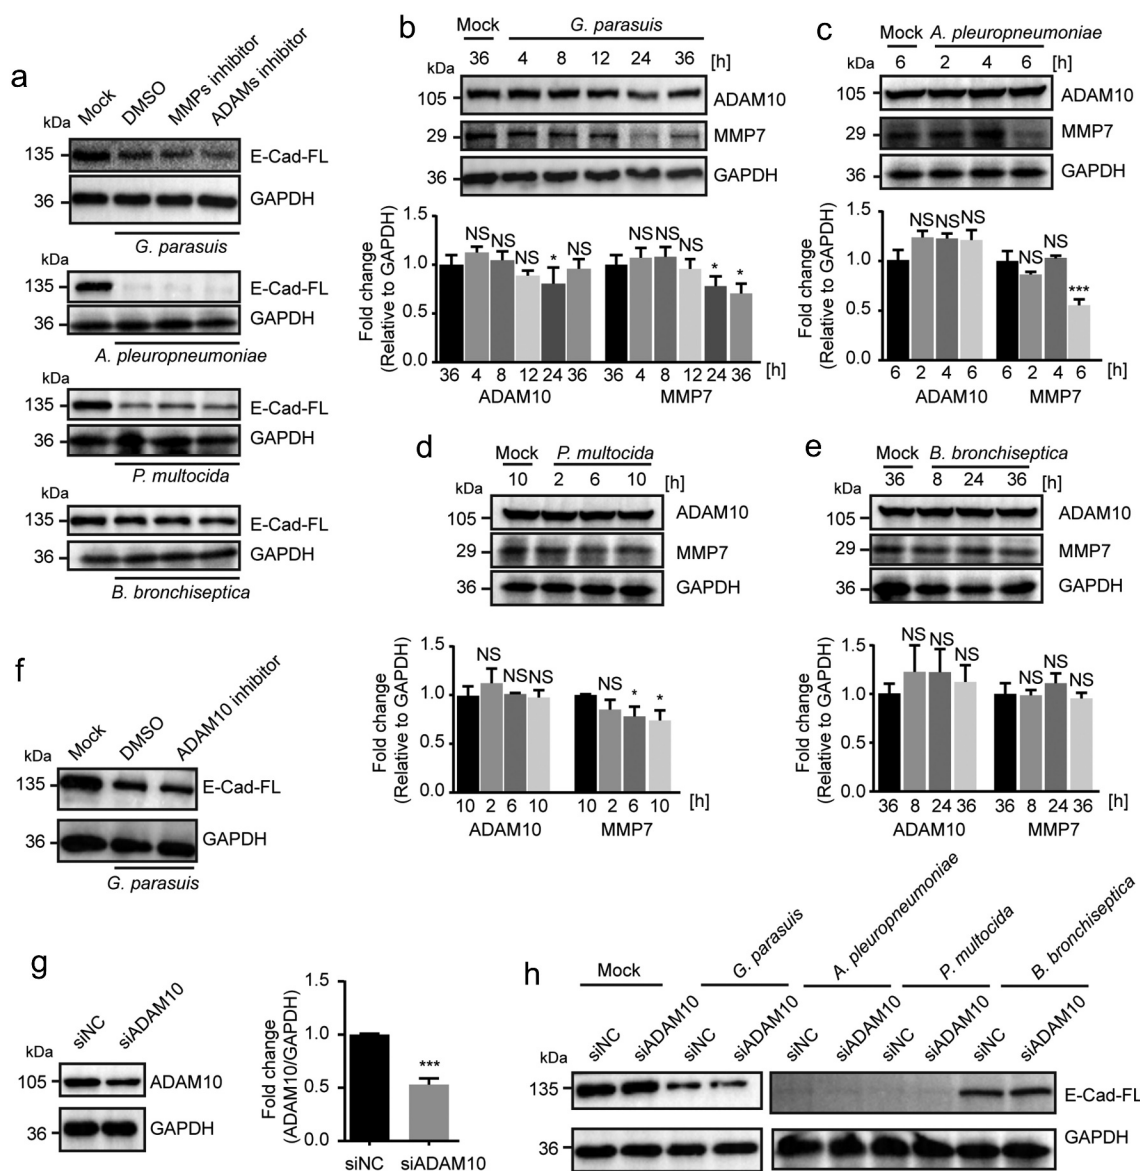 a
kDa
Mock
DMSO
MMPs inhibitor
ADAMs inhibitor
135
E-Cad-FL
36
GAPDH
G. parasuis
135
E-Cad-FL
36
GAPDH
A. pleuropneumoniae
135
E-Cad-FL
36
GAPDH
P. multocida
135
E-Cad-FL
36
GAPDH
B. bronchiseptica
b
Mock G. parasuis
kDa 36 4 8 12 24 36 [h]
105 ADAM10
29 MMP7
36 GAPDH
Fold change
(Relative to GAPDH)
1.5
1.0
0.5
0.0
NS NS NS * NS NS NS NS * *
36 4 8 12 24 36 36 4 8 12 24 36 [h]
ADAM10 MMP7
c
Mock A. pleuropneumoniae
kDa 6 2 4 6 [h]
105 ADAM10
29 MMP7
36 GAPDH
Fold change
(Relative to GAPDH)
1.5
1.0
0.5
0
NS NS NS NS NS ***
6 2 4 6 6 2 4 6 [h]
ADAM10 MMP7
d
Mock P. multocida
kDa 10 2 6 10 [h]
105 ADAM10
29 MMP7
36 GAPDH
Fold change
(Relative to GAPDH)
1.5
1.0
0.5
0
NS NS NS NS * *
10 2 6 10 10 2 6 10 [h]
ADAM10 MMP7
e
Mock B. bronchiseptica
kDa 36 8 24 36 [h]
105 ADAM10
29 MMP7
36 GAPDH
Fold change
(Relative to GAPDH)
1.5
1.0
0.5
0
NS NS NS NS NS NS
36 8 24 36 36 8 24 36 [h]
ADAM10 MMP7
f
kDa
Mock
DMSO
ADAM10 inhibitor
135 E-Cad-FL
36 GAPDH
G. parasuis
g
kDa
siNC
siADAM10
105 ADAM10
36 GAPDH
Fold change
(ADAM10/GAPDH)
1.5
1.0
0.5
0.0
***
siNC siADAM10
h
Mock
G. parasuis
A. pleuropneumoniae
P. multocida
B. bronchiseptica
kDa
siNC
siADAM10
siNC
siADAM10
siNC
siADAM10
siNC
siADAM10
siNC
siADAM10
135 E-Cad-FL
36 GAPDH